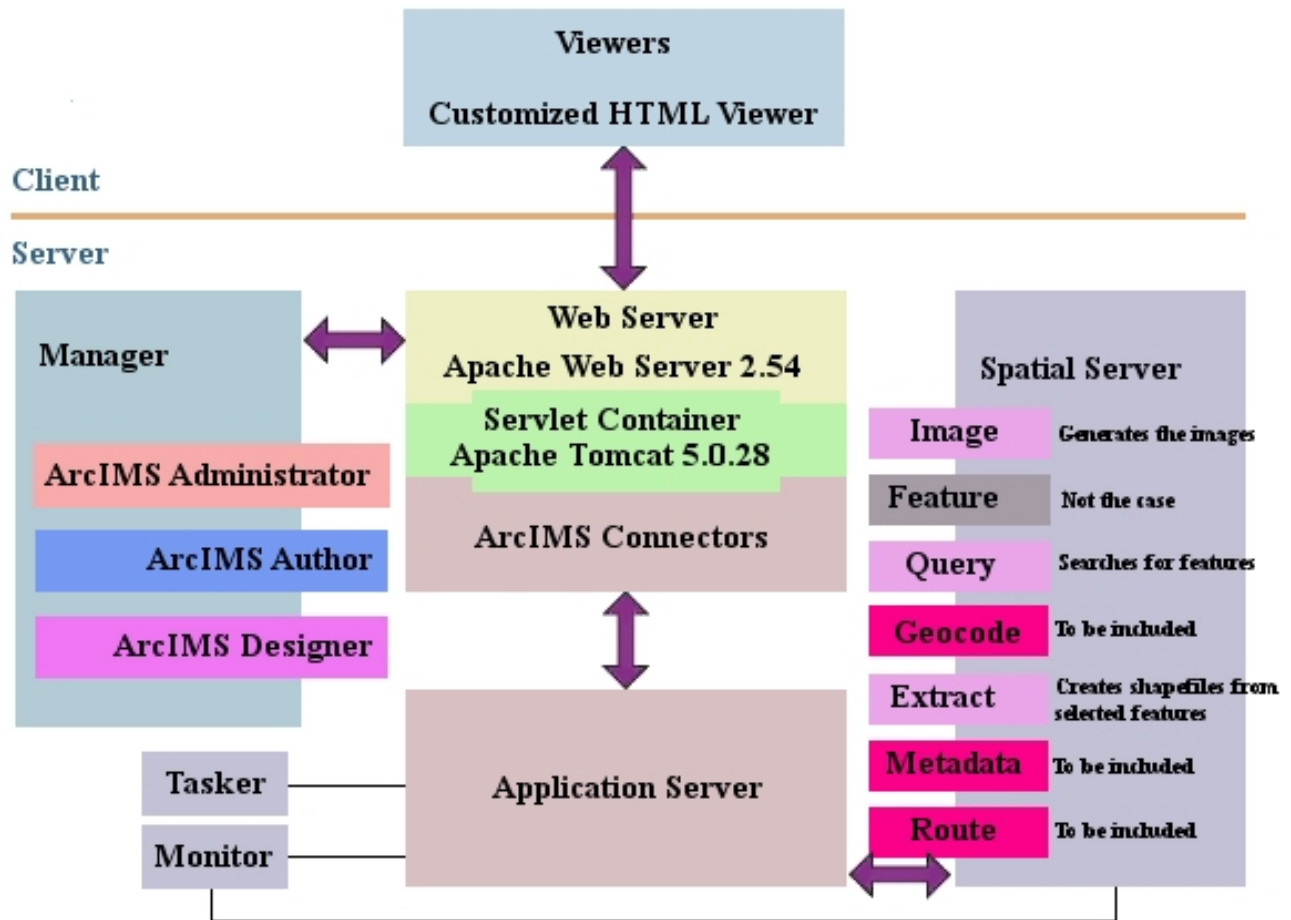 Viewers
Customized HTML Viewer
Client
Server
Manager
ArcIMS Administrator
ArcIMS Author
ArcIMS Designer
Web Server
Apache Web Server 2.54
Servlet Container
Apache Tomcat 5.0.28
ArcIMS Connectors
Application Server
Tasker
Monitor
Spatial Server
Image
Generates the images
Feature
Not the case
Query
Searches for features
Geocode
To be included
Extract
Creates shapefiles from
selected features
Metadata
To be included
Route
To be included